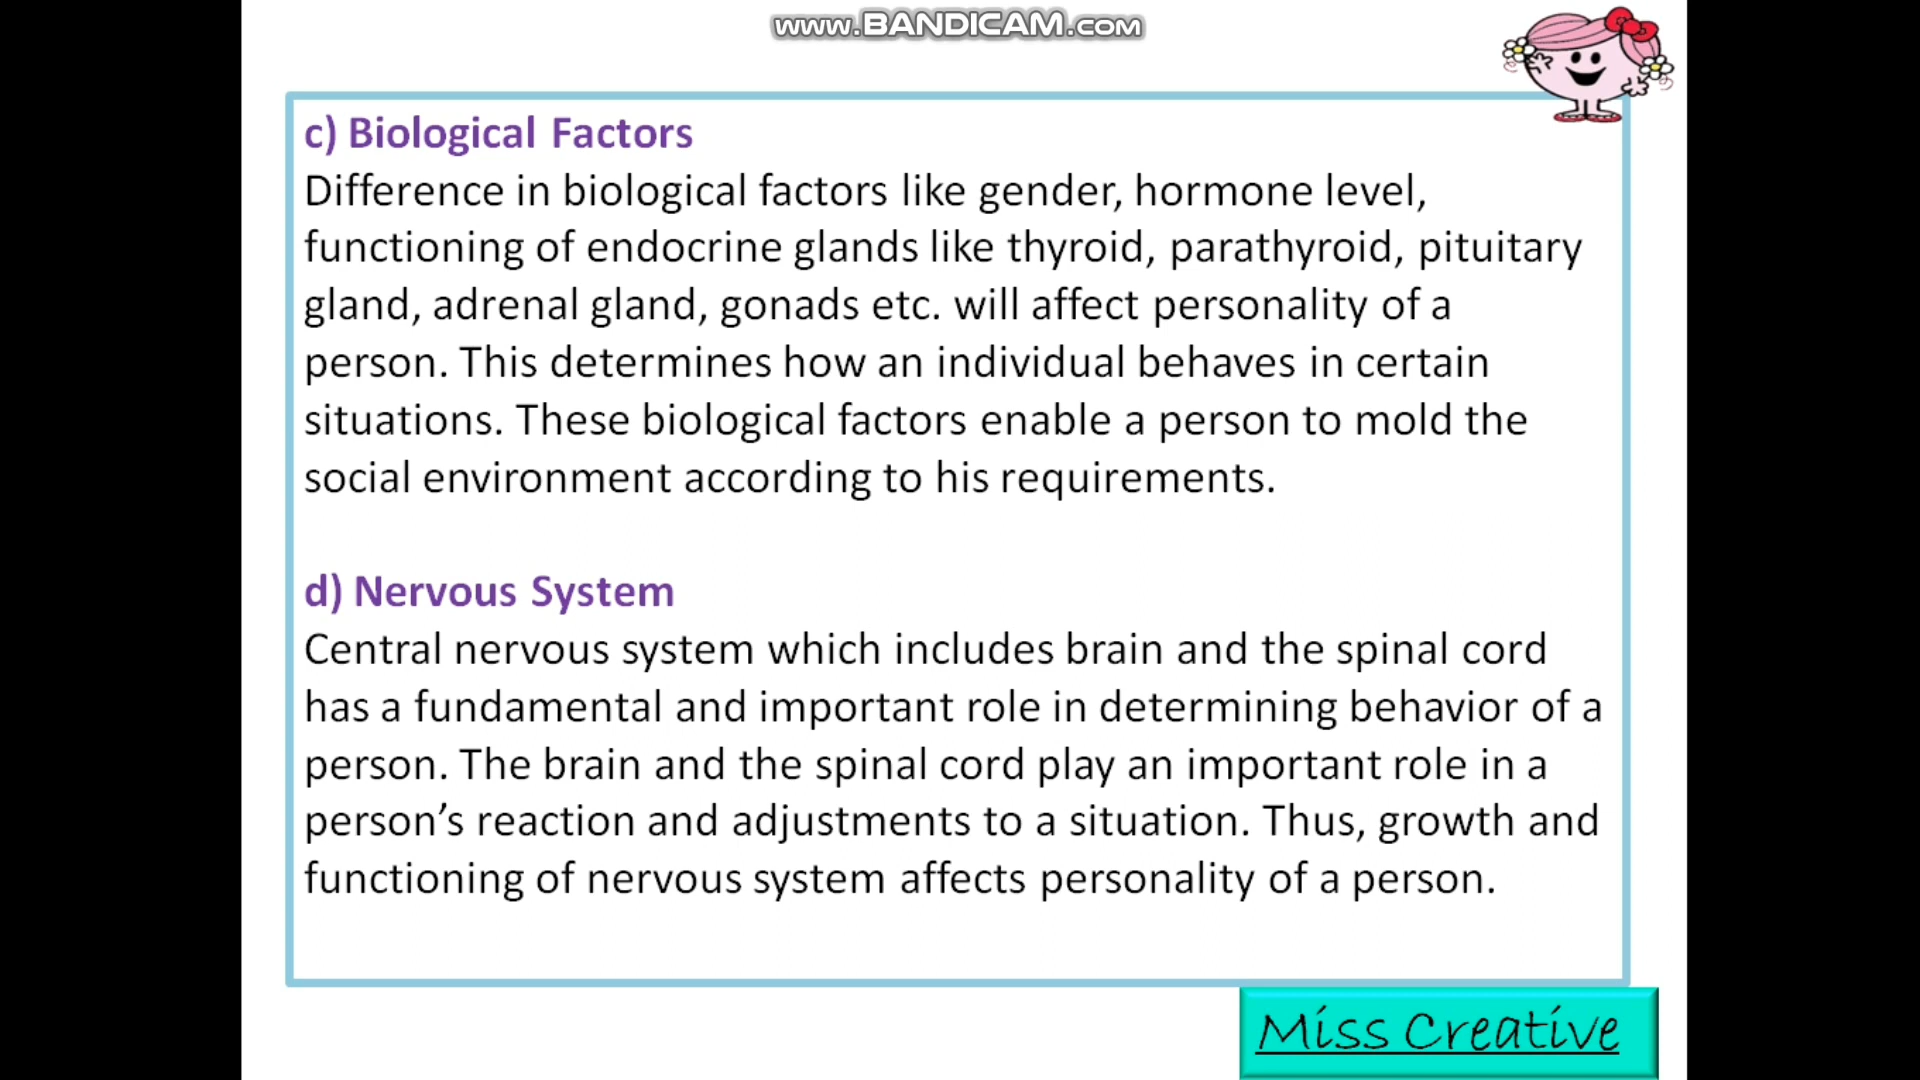 www.BANDICAM.com
c) Biological Factors
Difference in biological factors like gender, hormone level,
functioning of endocrine glands like thyroid, parathyroid, pituitary
gland, adrenal gland, gonads etc. will affect personality of a
person. This determines how an individual behaves in certain
situations. These biological factors enable a person to mold the
social environment according to his requirements.
d) Nervous System
Central nervous system which includes brain and the spinal cord
has a fundamental and important role in determining behavior of a
person. The brain and the spinal cord play an important role in a
person’s reaction and adjustments to a situation. Thus, growth and
functioning of nervous system affects personality of a person.
Miss Creative